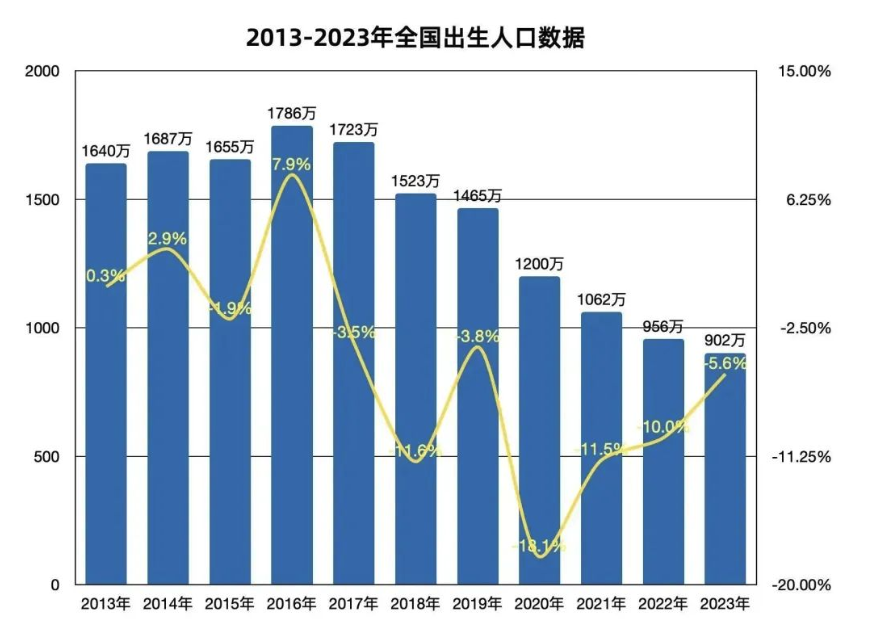 2013-2023年全国出生人口数据
2000
15.00%
1786万
1723万
1687万
1655万
1640万
7.9%
1523万
1465万
1500
6.25%
2.9%
0.3%
1200万
-1.9%
1062万
1000
-2.50%
-3.5%
-3.8%
956万
902万
-5.6%
-10.0%
-11.6%
-11.5%
500
-11.25%
-18.1%
0
-20.00%
2013年 2014年 2015年 2016年 2017年 2018年 2019年 2020年 2021年 2022年 2023年